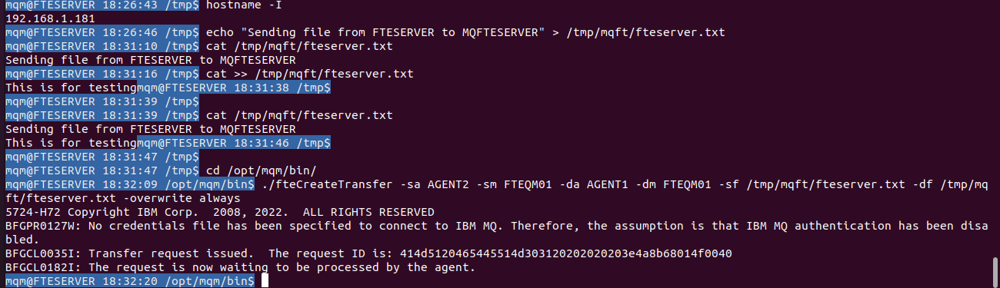 mqm@FTESERVER 18:26:43 /tmp$ hostname -I
192.168.1.181
mqm@FTESERVER 18:26:46 /tmp$ echo "Sending file from FTESERVER to MQFTESERVER" > /tmp/mqft/fteserver.txt
mqm@FTESERVER 18:31:10 /tmp$ cat /tmp/mqft/fteserver.txt
Sending file from FTESERVER to MQFTESERVER
mqm@FTESERVER 18:31:16 /tmp$ cat >> /tmp/mqft/fteserver.txt
This is for testingmqm@FTESERVER 18:31:38 /tmp$
mqm@FTESERVER 18:31:39 /tmp$
mqm@FTESERVER 18:31:39 /tmp$ cat /tmp/mqft/fteserver.txt
Sending file from FTESERVER to MQFTESERVER
This is for testingmqm@FTESERVER 18:31:46 /tmp$
mqm@FTESERVER 18:31:47 /tmp$
mqm@FTESERVER 18:31:47 /tmp$ cd /opt/mqm/bin/
mqm@FTESERVER 18:32:09 /opt/mqm/bin$ ./fteCreateTransfer -sa AGENT2 -sm FTEQM01 -da AGENT1 -dm FTEQM01 -sf /tmp/mqft/fteserver.txt -df /tmp/mq
ft/fteserver.txt -overwrite always
5724-H72 Copyright IBM Corp.  2008, 2022.  ALL RIGHTS RESERVED
BFGPR0127W: No credentials file has been specified to connect to IBM MQ. Therefore, the assumption is that IBM MQ authentication has been disa
bled.
BFGCL0035I: Transfer request issued.  The request ID is: 414d5120465445514d303120202020203e4a8b68014f0040
BFGCL0182I: The request is now waiting to be processed by the agent.
mqm@FTESERVER 18:32:20 /opt/mqm/bin$